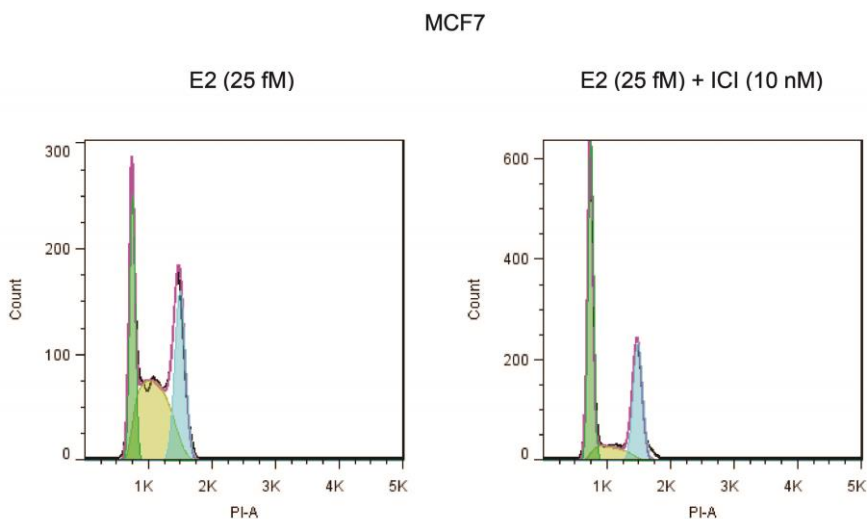 MCF7
E2 (25 fM)
E2 (25 fM) + ICI (10 nM)
300
200
100
0
Count
1K 2K 3K 4K 5K
PI-A
600
400
200
0
Count
1K 2K 3K 4K 5K
PI-A